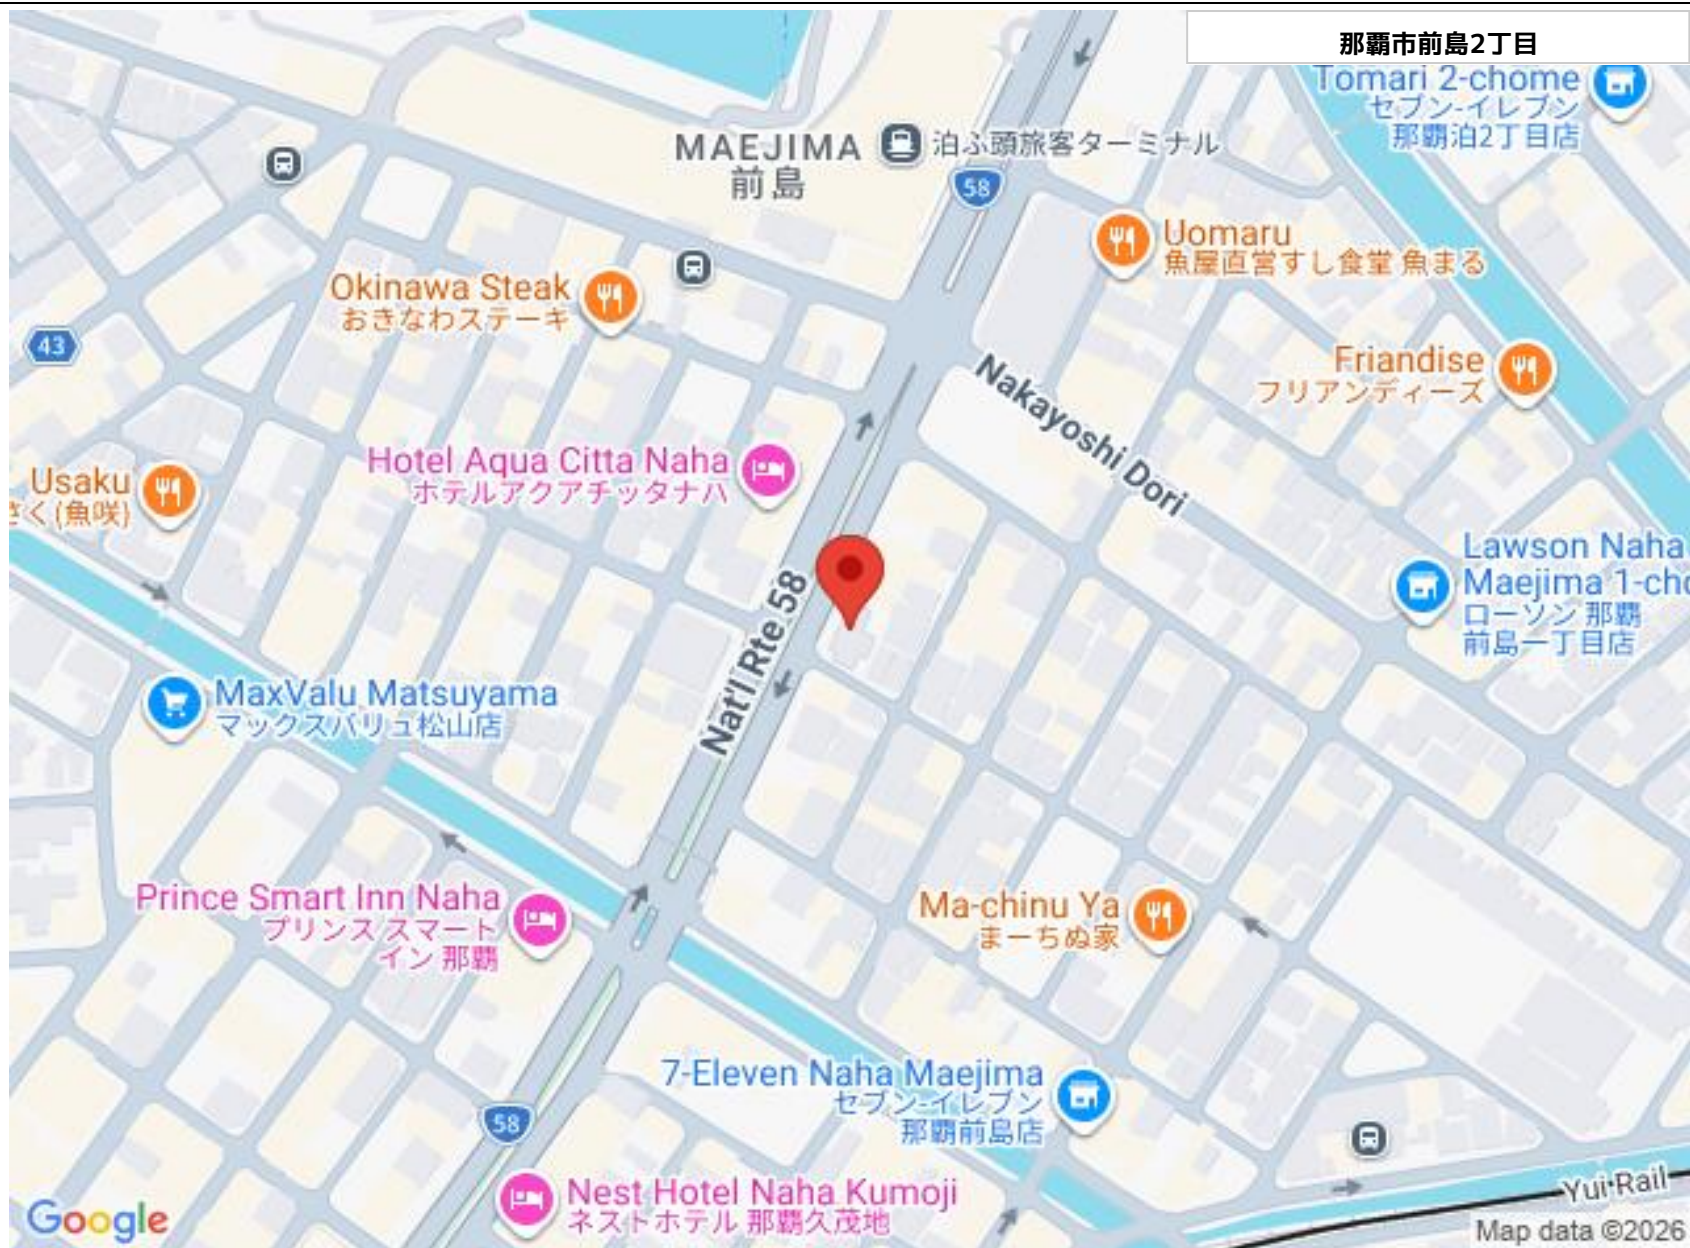 那覇市前島2丁目
Tomari 2-chome
セブン-イレブン
那覇泊2丁目店
MAEJIMA
前島
泊ふ頭旅客ターミナル
58
Uomaru
魚屋直営すし食堂 魚まる
Okinawa Steak
おきなわステーキ
43
Friandise
フリアンディーズ
Nakayoshi Dori
Hotel Aqua Citta Naha
ホテルアクアチッタナハ
Usaku
さく(魚咲)
Lawson Naha
Maejima 1-cho
ローソン 那覇
前島一丁目店
Nat'l Rte 58
MaxValu Matsuyama
マックスバリュ松山店
Prince Smart Inn Naha
プリンス スマート
イン 那覇
Ma-chinu Ya
まーちぬ家
7-Eleven Naha Maejima
セブン-イレブン
那覇前島店
58
Nest Hotel Naha Kumoji
ネストホテル 那覇久茂地
Yui Rail
Google
Map data ©2026